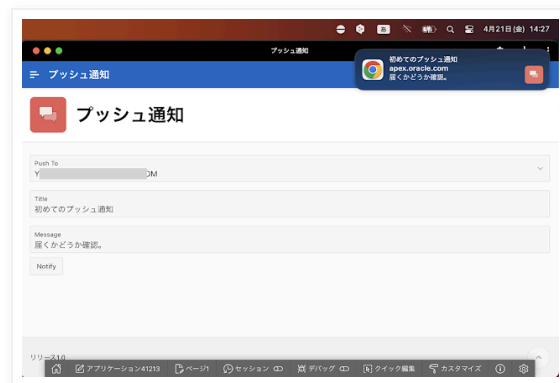 4月21日(金) 14:27
プッシュ通知
プッシュ通知
初めてのプッシュ通知
apex.oracle.com
届くかどうか確認。
プッシュ通知
Push To
Y OM
Title
初めてのプッシュ通知
Message
届くかどうか確認。
Notify
リリース1.0
アプリケーション41213 ページ1 セッション デバッグ クイック編集 カスタマイズ